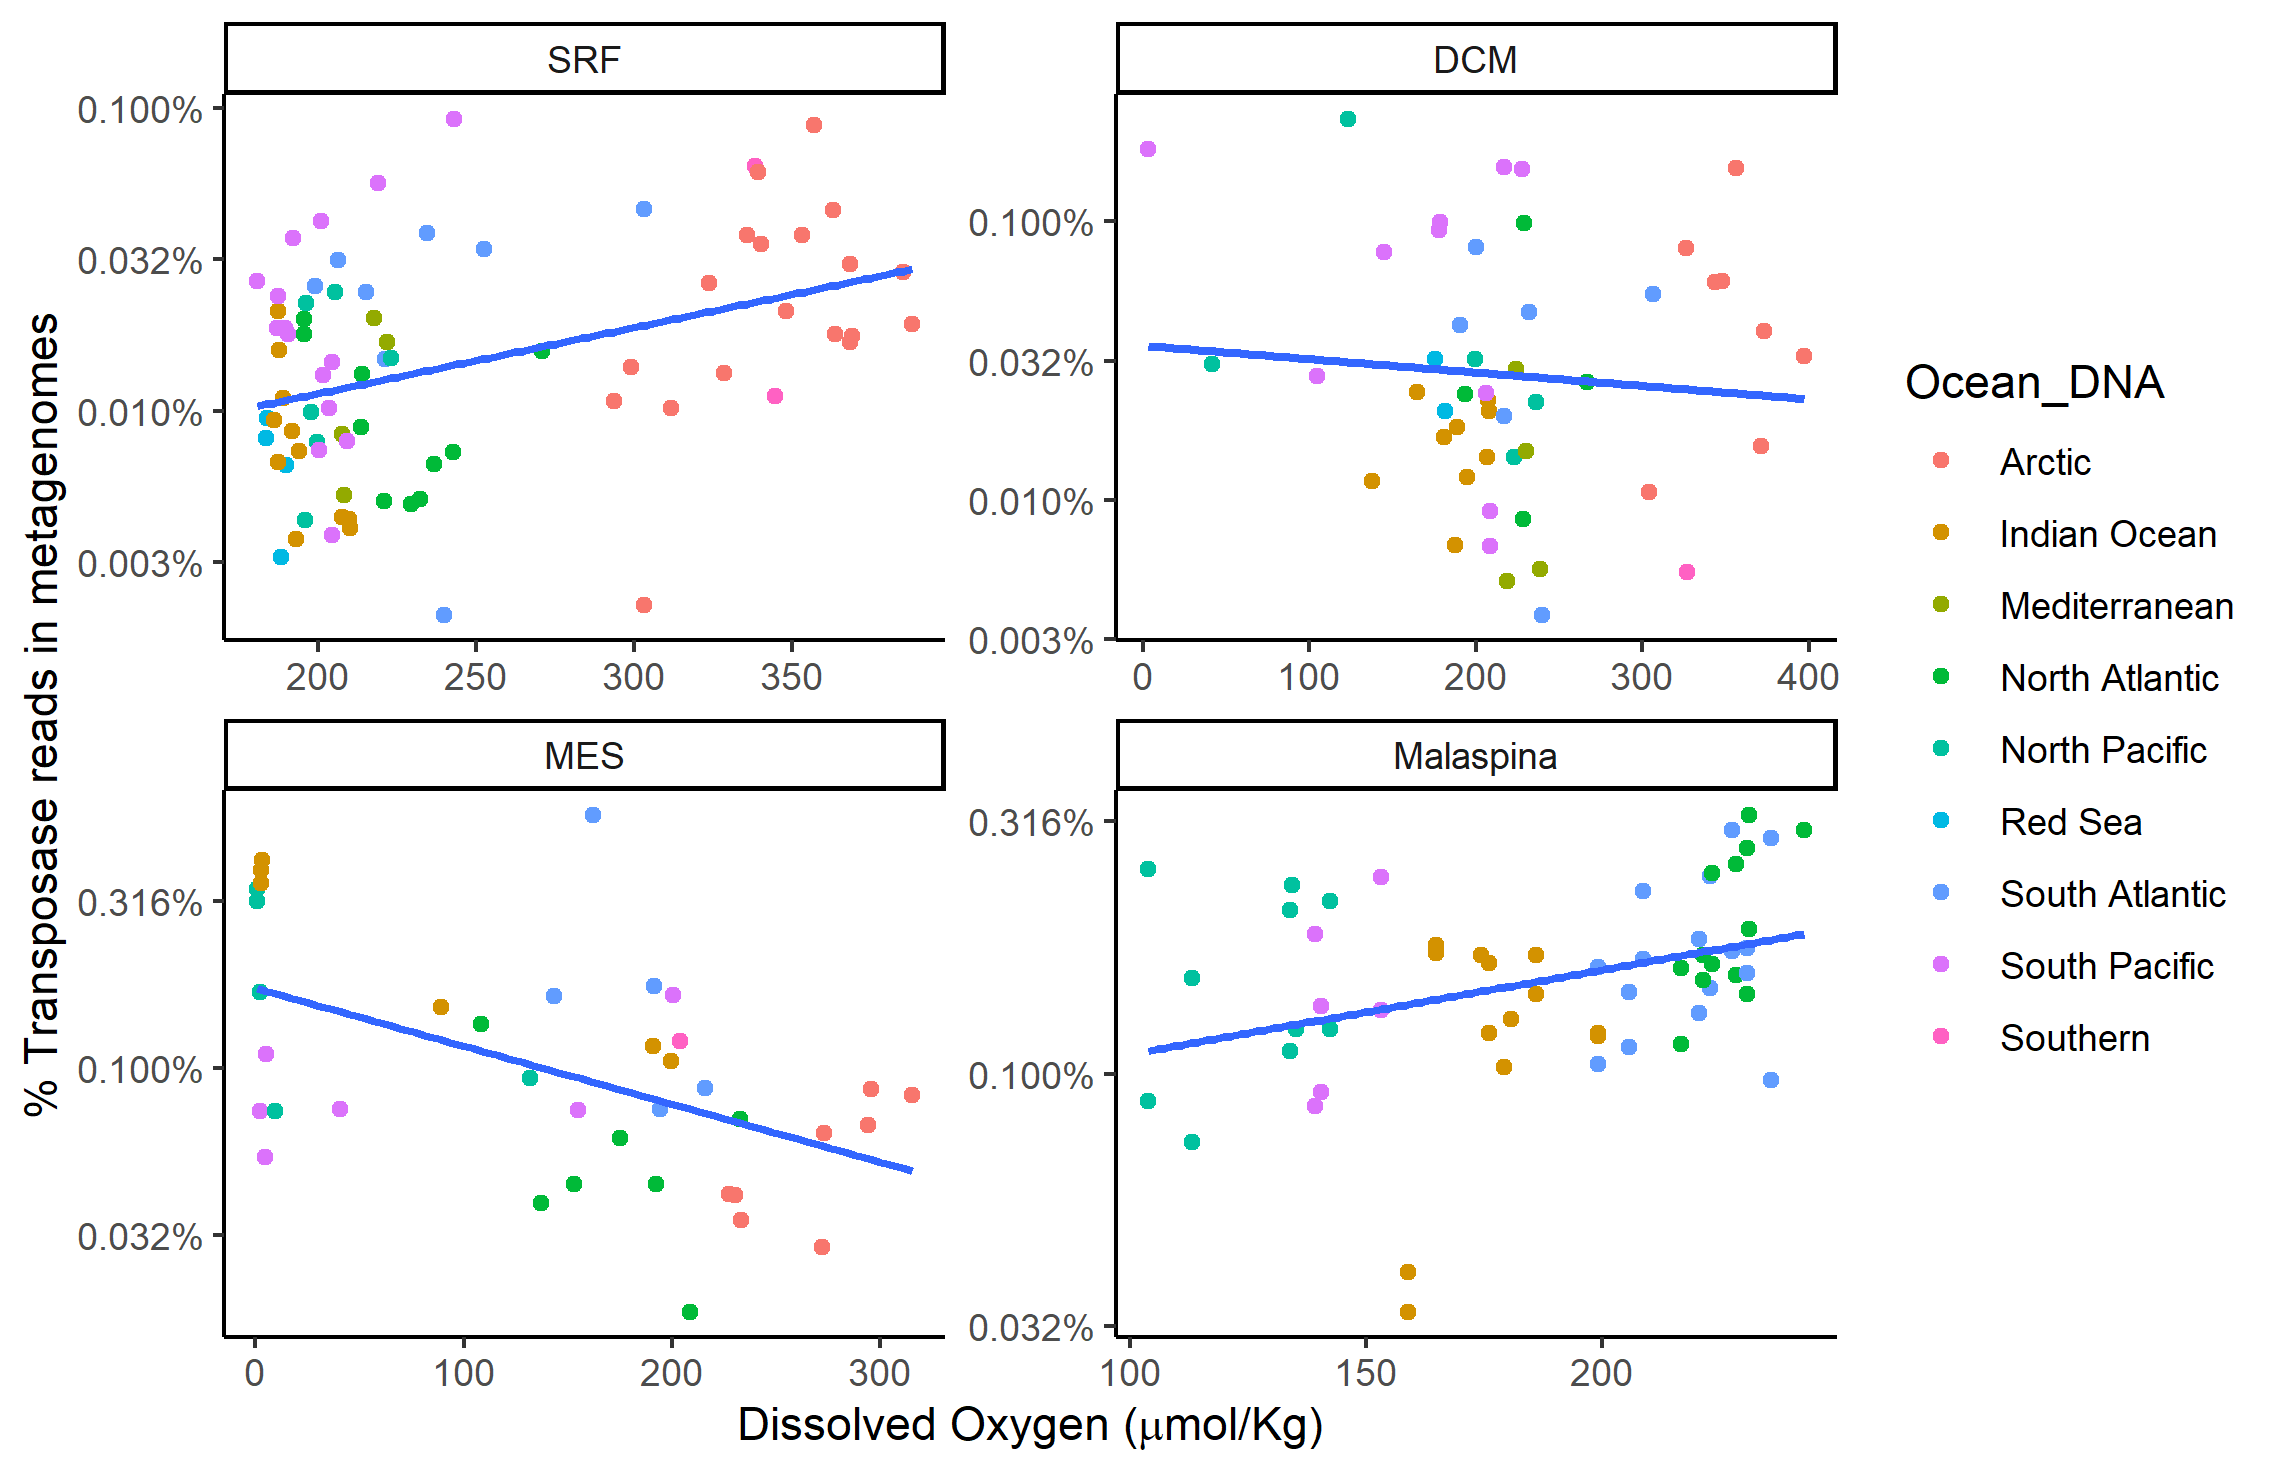 SRF
DCM
0.100%
0.032%
0.010%
0.003%
200 250 300 350
0.100%
0.032%
0.010%
0.003%
0 100 200 300 400
MES
Malaspina
0.316%
0.100%
0.032%
0 100 200 300
0.316%
0.100%
0.032%
100 150 200
% Transposase reads in metagenomes
Dissolved Oxygen (μmol/Kg)
Ocean_DNA
Arctic
Indian Ocean
Mediterranean
North Atlantic
North Pacific
Red Sea
South Atlantic
South Pacific
Southern